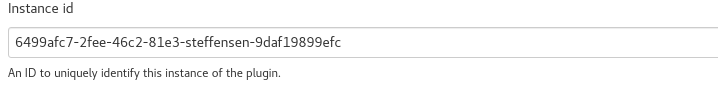 Instance id
6499afc7-2fee-46c2-81e3-steffensen-9daf19899efc
An ID to uniquely identify this instance of the plugin.